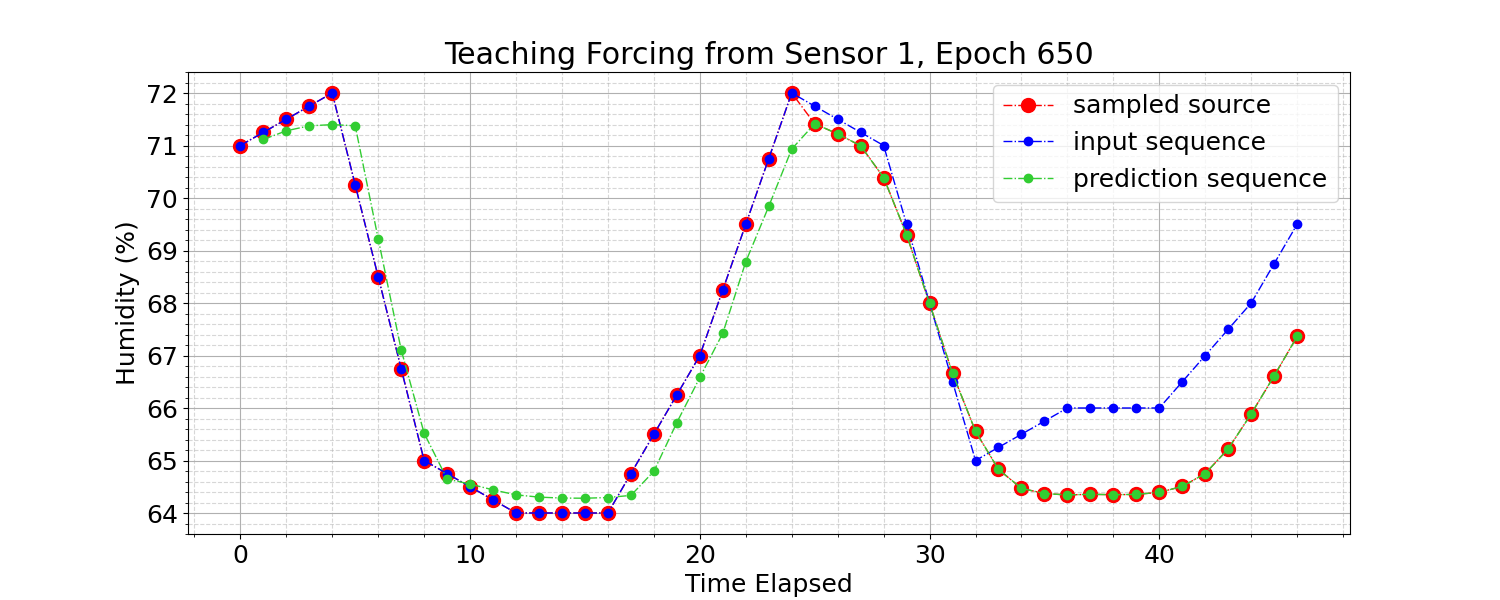 Teaching Forcing from Sensor 1, Epoch 650
sampled source
input sequence
prediction sequence
72
71
70
69
68
67
66
65
64
Humidity (%)
0 10 20 30 40
Time Elapsed